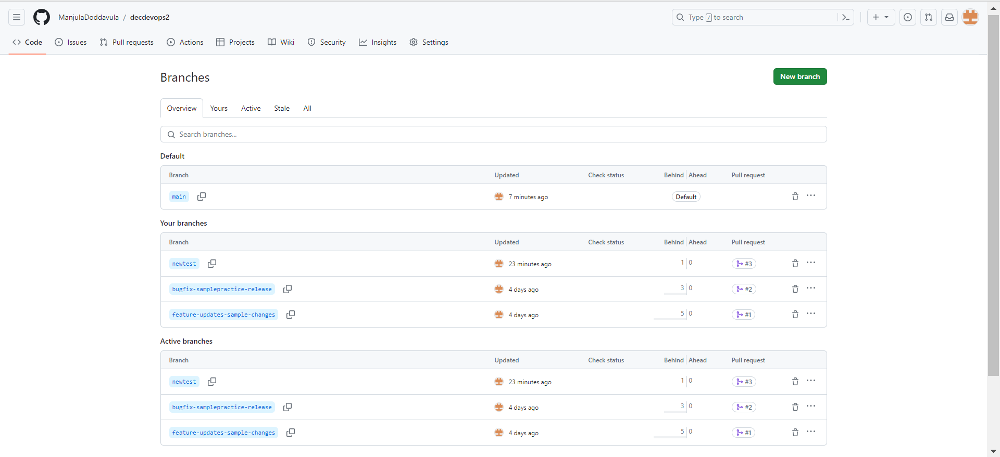 ManjulaDoddavula / decdevops2
Type / to search
Code Issues Pull requests Actions Projects Wiki Security Insights Settings
Branches
New branch
Overview Yours Active Stale All
Search branches...
Default
Branch Updated Check status Behind Ahead Pull request
main 7 minutes ago Default
Your branches
Branch Updated Check status Behind Ahead Pull request
newtest 23 minutes ago 1 0 #3
bugfix-samplepractice-release 4 days ago 3 0 #2
feature-updates-sample-changes 4 days ago 5 0 #1
Active branches
Branch Updated Check status Behind Ahead Pull request
newtest 23 minutes ago 1 0 #3
bugfix-samplepractice-release 4 days ago 3 0 #2
feature-updates-sample-changes 4 days ago 5 0 #1